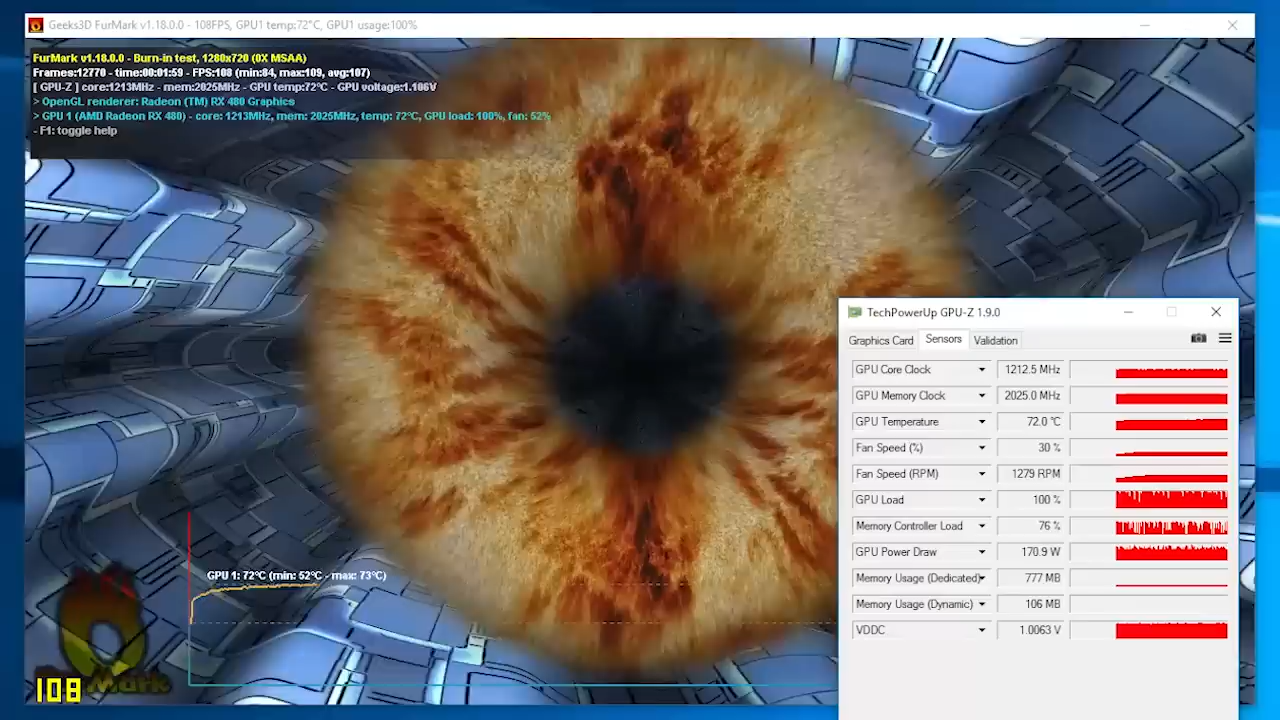 Geeks3D FurMark v1.18.0.0 - 108FPS, GPU1 temp:72°C, GPU1 usage:100%
FurMark v1.18.0.0 - Burn-in test, 1280x720 (0X MSAA)
Frames:12770 - time:00:01:59 - FPS:108 (min:84, max:109, avg:107)
[ GPU-Z ] core:1213MHz - mem:2025MHz - GPU temp:72°C - GPU voltage:1.106V
> OpenGL renderer: Radeon (TM) RX 480 Graphics
> GPU 1 (AMD Radeon RX 480) - core: 1213MHz, mem: 2025MHz, temp: 72°C, GPU load: 100%, fan: 52%
- F1: toggle help
TechPowerUp GPU-Z 1.9.0
Graphics Card Sensors Validation
GPU Core Clock 1212.5 MHz
GPU Memory Clock 2025.0 MHz
GPU Temperature 72.0 °C
Fan Speed (%) 30 %
Fan Speed (RPM) 1279 RPM
GPU Load 100 %
Memory Controller Load 76 %
GPU Power Draw 170.9 W
Memory Usage (Dedicated) 777 MB
Memory Usage (Dynamic) 106 MB
VDDC 1.0063 V
GPU 1: 72°C (min: 52°C - max: 73°C)
108
Mark